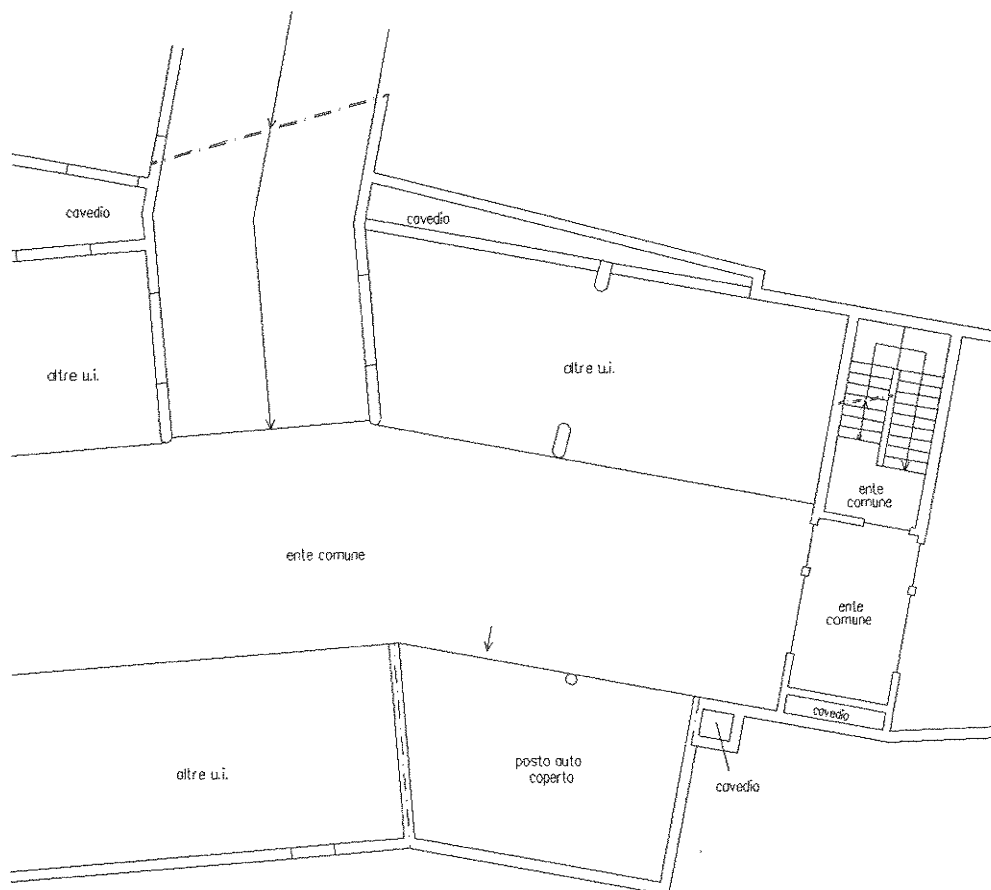 cavedio
cavedio
altre u.i.
altre u.i.
ente
comune
ente comune
ente
comune
cavedio
altre u.i.
posto auto
coperto
cavedio